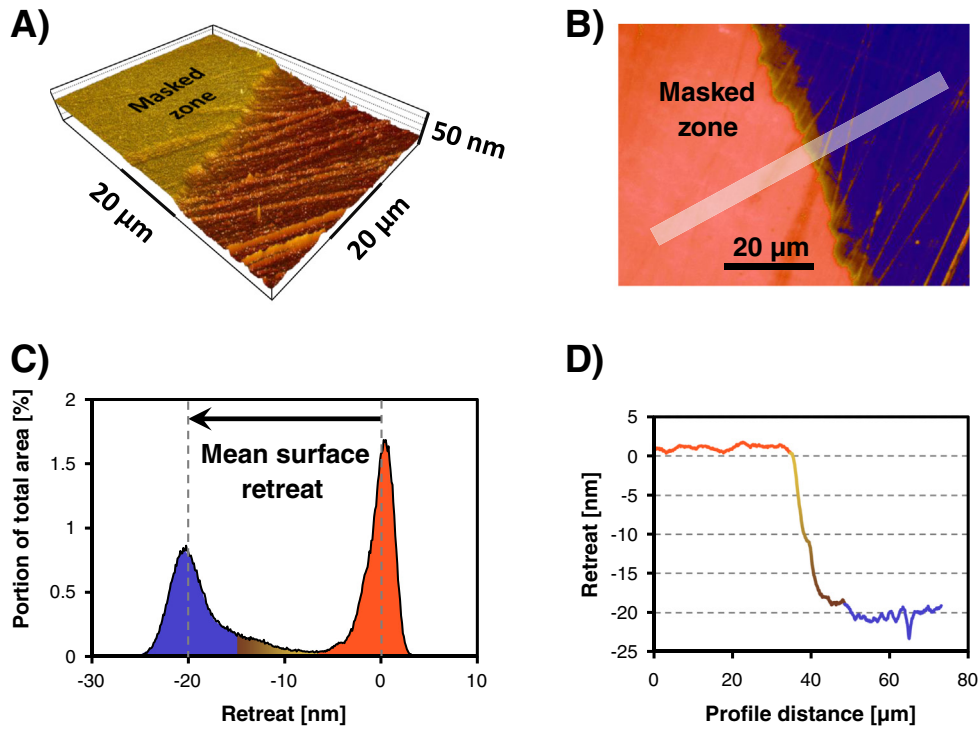 A)
Masked
zone
50 nm
20 µm
20 µm
B)
Masked
zone
20 µm
C)
Portion of total area [%]
2
1.5
1
0.5
0
Mean surface
retreat
-30
-20
-10
0
10
Retreat [nm]
D)
Retreat [nm]
5
0
-5
-10
-15
-20
-25
0
20
40
60
80
Profile distance [µm]